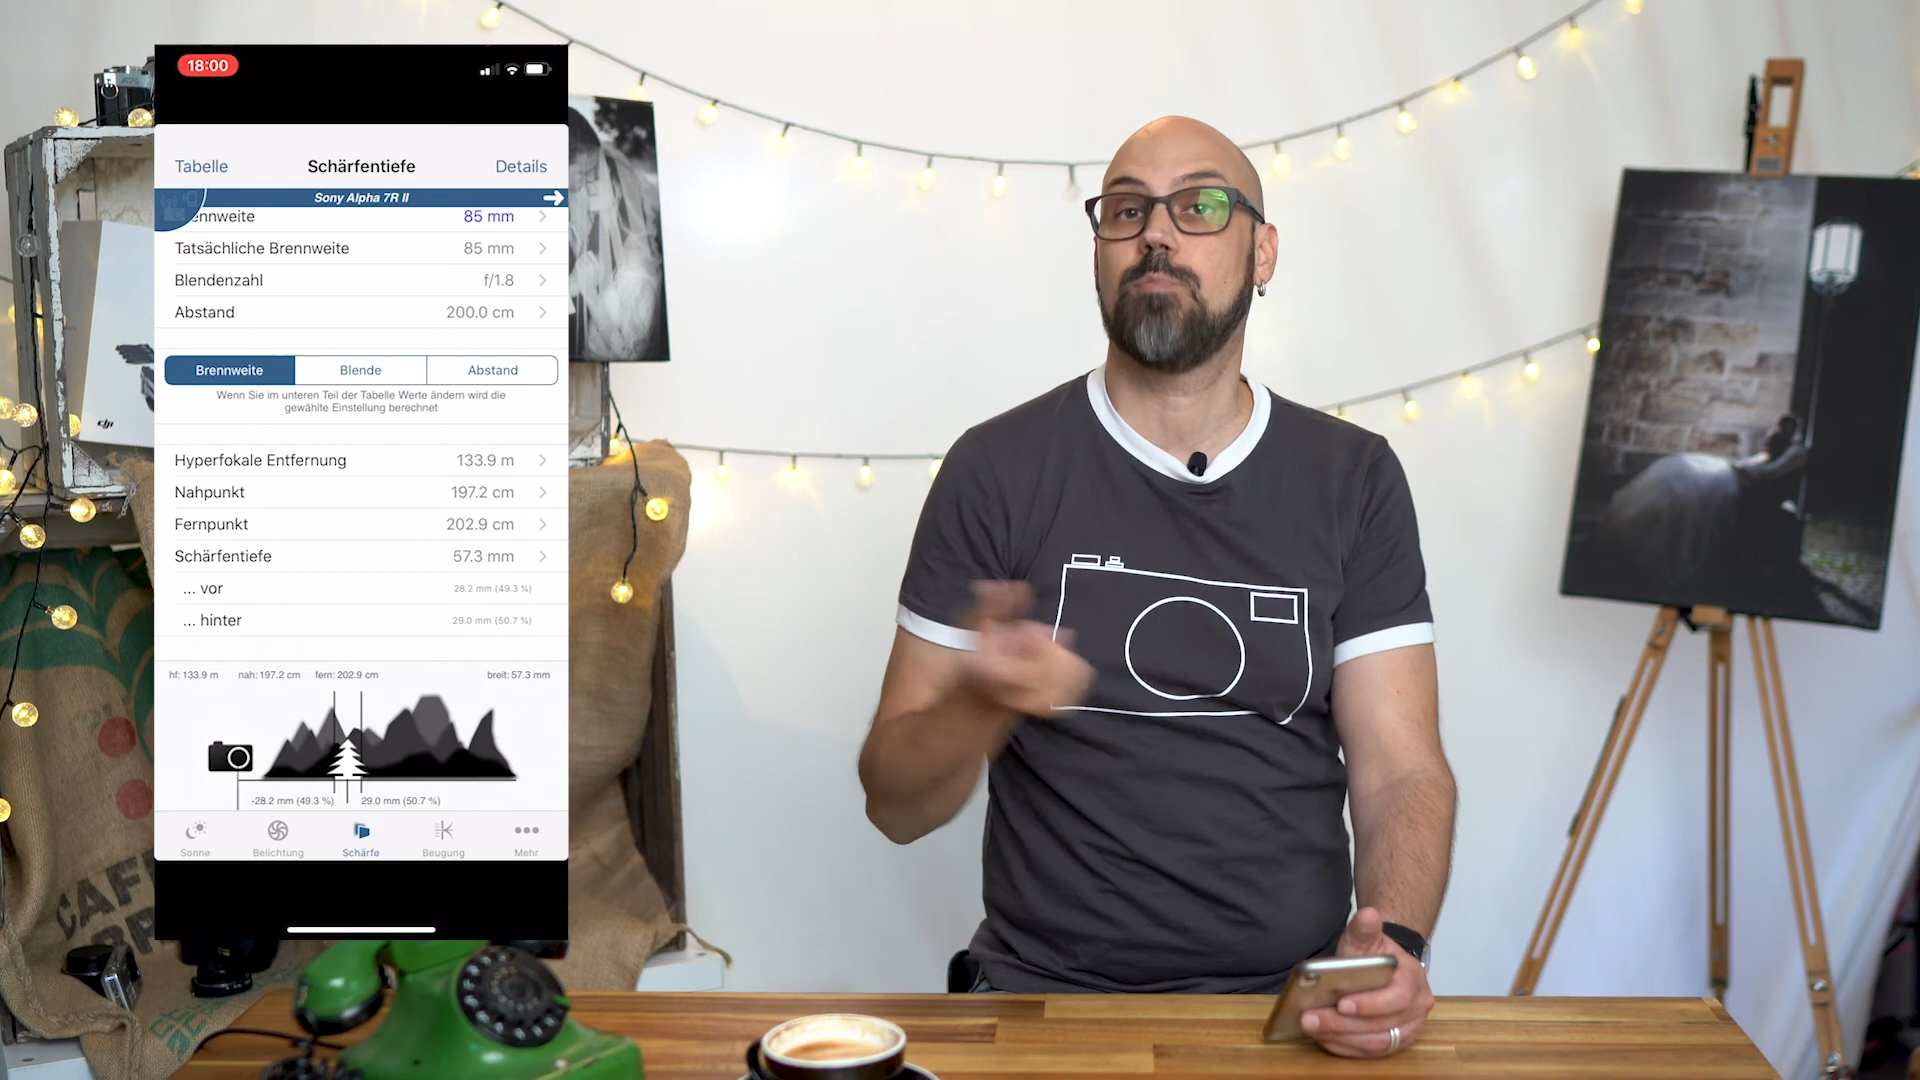 18:00
Tabelle Schärfentiefe Details
Sony Alpha 7R II
ennweite 85 mm
Tatsächliche Brennweite 85 mm
Blendenzahl f/1.8
Abstand 200.0 cm
Brennweite Blende Abstand
Wenn Sie im unteren Teil der Tabelle Werte ändern wird die
gewählte Einstellung berechnet
Hyperfokale Entfernung 133.9 m
Nahpunkt 197.2 cm
Fernpunkt 202.9 cm
Schärfentiefe 57.3 mm
... vor 28.2 mm (49.3 %)
... hinter 29.0 mm (50.7 %)
hf: 133.9 m nah: 197.2 cm fern: 202.9 cm breit: 57.3 mm
-28.2 mm (49.3 %) 29.0 mm (50.7 %)
Sonne Belichtung Schärfe Beugung Mehr
dji
CAF